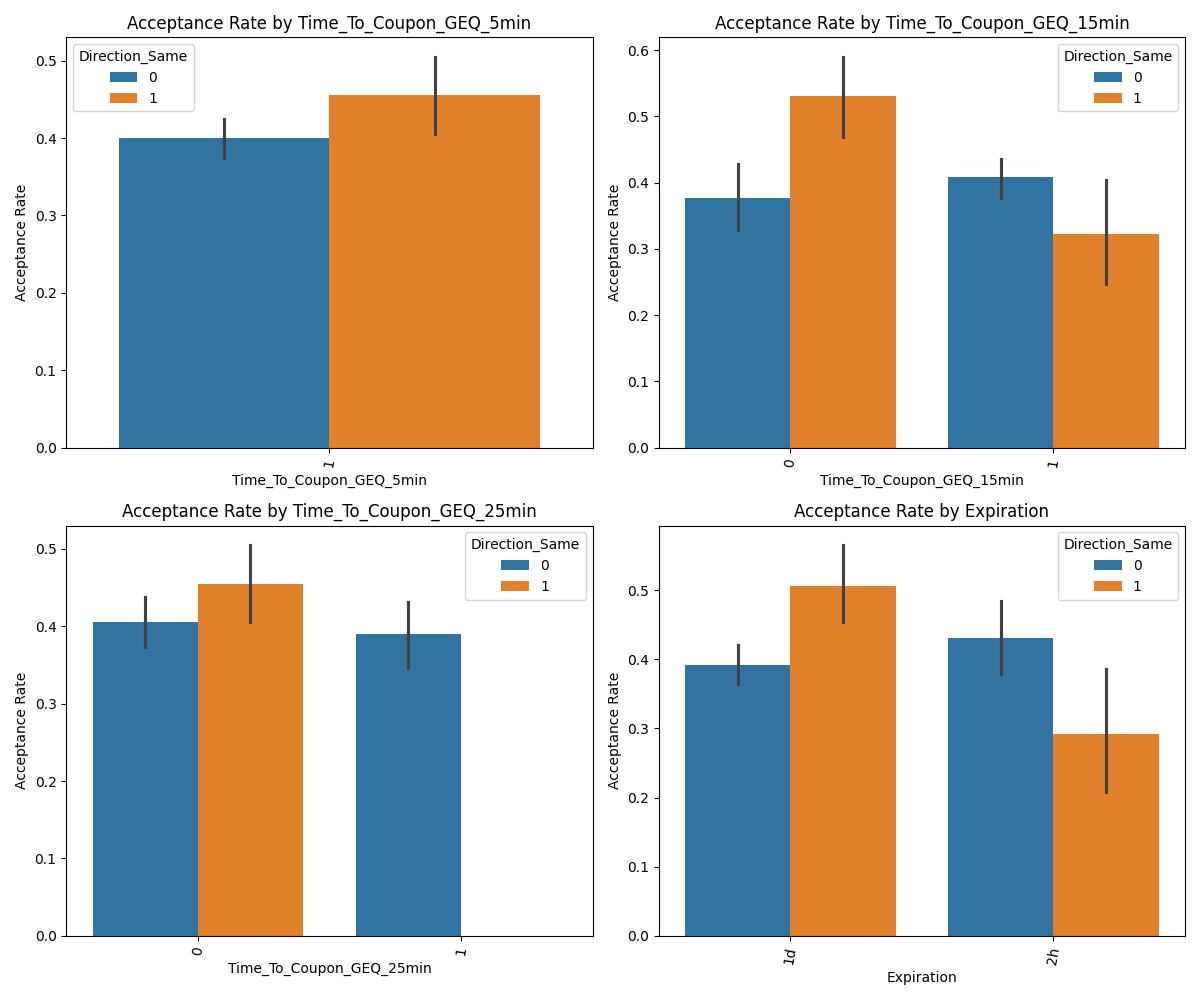 Acceptance Rate by Time_To_Coupon_GEQ_5min
Direction_Same
0
1
0.5
0.4
0.3
0.2
0.1
0.0
Acceptance Rate
1
Time_To_Coupon_GEQ_5min
Acceptance Rate by Time_To_Coupon_GEQ_15min
Direction_Same
0
1
0.6
0.5
0.4
0.3
0.2
0.1
0.0
Acceptance Rate
0
1
Time_To_Coupon_GEQ_15min
Acceptance Rate by Time_To_Coupon_GEQ_25min
Direction_Same
0
1
0.5
0.4
0.3
0.2
0.1
0.0
Acceptance Rate
0
1
Time_To_Coupon_GEQ_25min
Acceptance Rate by Expiration
Direction_Same
0
1
0.5
0.4
0.3
0.2
0.1
0.0
Acceptance Rate
1d
2h
Expiration